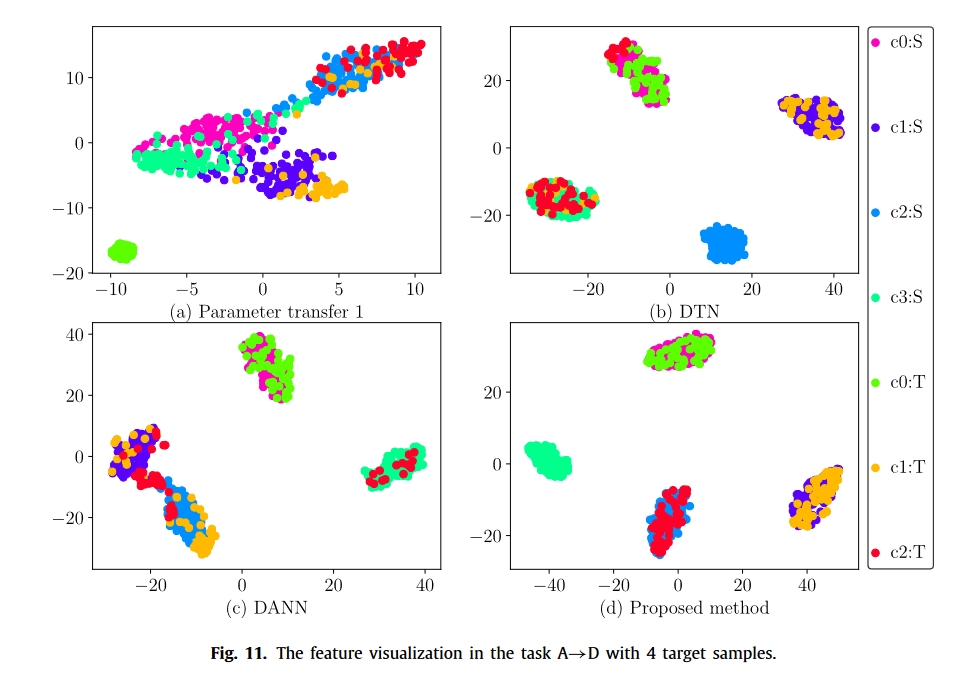 10
0
−10
−20
−10
−5
0
5
10
(a) Parameter transfer 1
20
0
−20
−20
0
20
40
(b) DTN
40
20
0
−20
−20
0
20
40
(c) DANN
20
0
−20
−40
−20
0
20
40
(d) Proposed method
c0:S
c1:S
c2:S
c3:S
c0:T
c1:T
c2:T
Fig. 11. The feature visualization in the task A→D with 4 target samples.